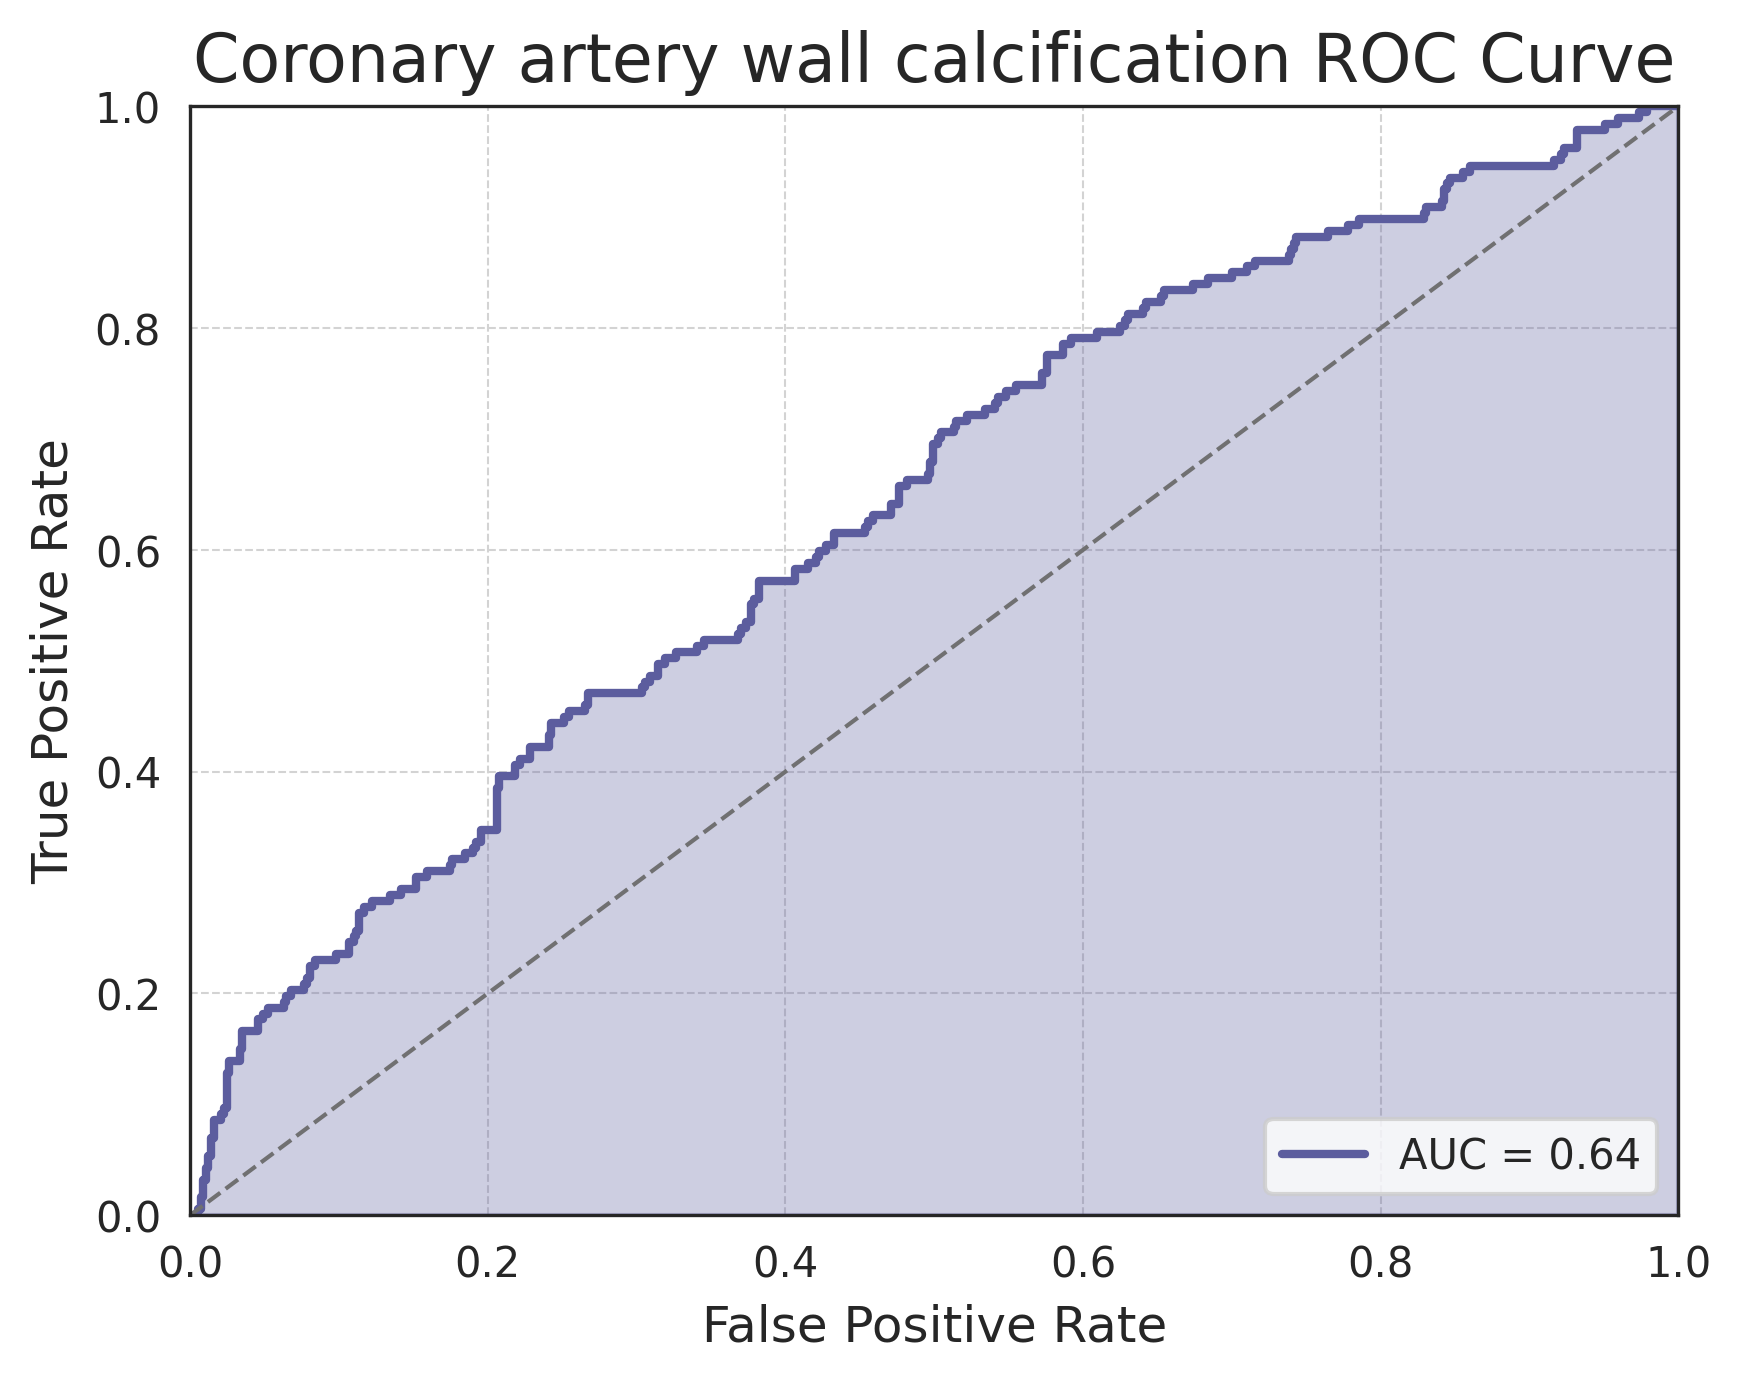 Coronary artery wall calcification ROC Curve
1.0
0.8
0.6
0.4
0.2
0.0
True Positive Rate
AUC = 0.64
0.0 0.2 0.4 0.6 0.8 1.0
False Positive Rate